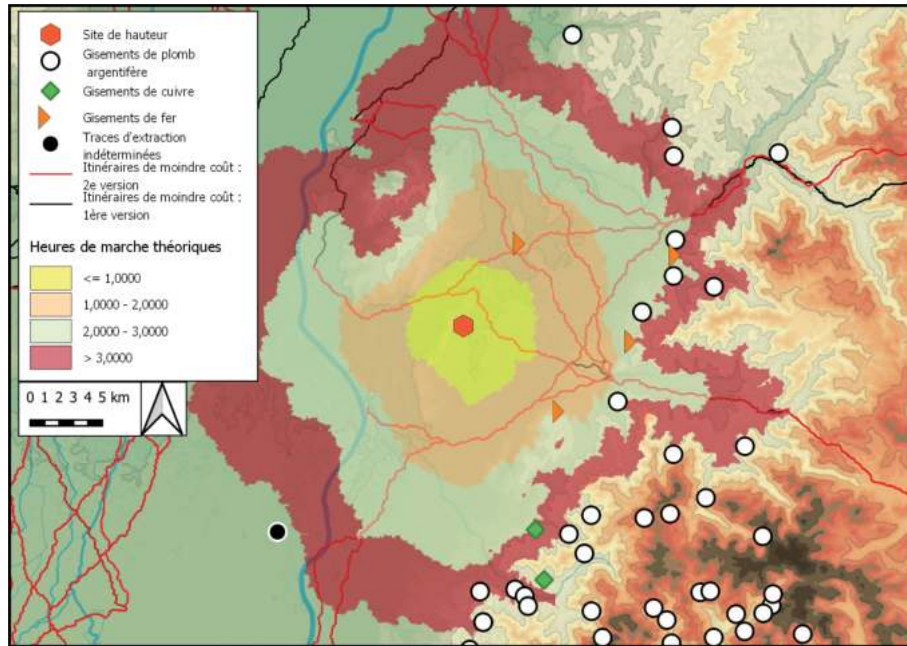 Site de hauteur
Gisements de plomb
argentifère
Gisements de cuivre
Gisements de fer
Traces d'extraction
indéterminées
Itinéraires de moindre coût :
2e version
Itinéraires de moindre coût :
1ère version
Heures de marche théoriques
<= 1,0000
1,0000 - 2,0000
2,0000 - 3,0000
> 3,0000
0 1 2 3 4 5 km